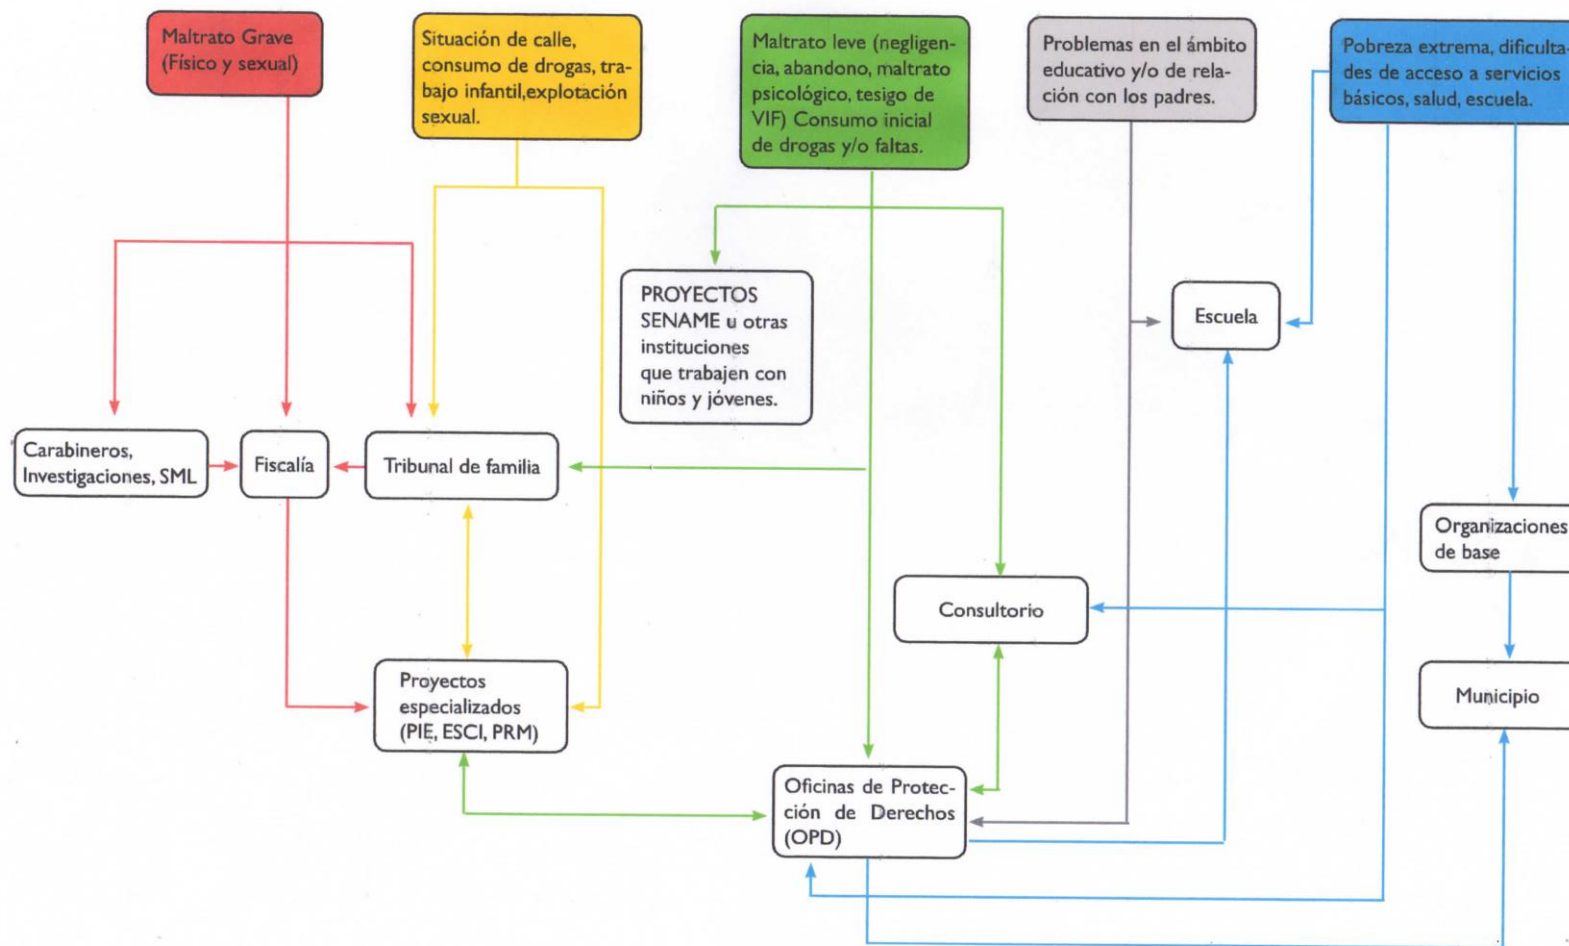 Maltrato Grave
(Físico y sexual)
Situación de calle,
consumo de drogas, tra-
bajo infantil,explotación
sexual.
Maltrato leve (negligen-
cia, abandono, maltrato
psicológico, tesigo de
VIF) Consumo inicial
de drogas y/o faltas.
Problemas en el ámbito
educativo y/o de rela-
ción con los padres.
Pobreza extrema, dificulta-
des de acceso a servicios
básicos, salud, escuela.
PROYECTOS
SENAME u otras
instituciones
que trabajen con
niños y jóvenes.
Escuela
Carabineros,
Investigaciones, SML
Fiscalía
Tribunal de familia
Organizaciones
de base
Consultorio
Proyectos
especializados
(PIE, ESCI, PRM)
Municipio
Oficinas de Protec-
ción de Derechos
(OPD)